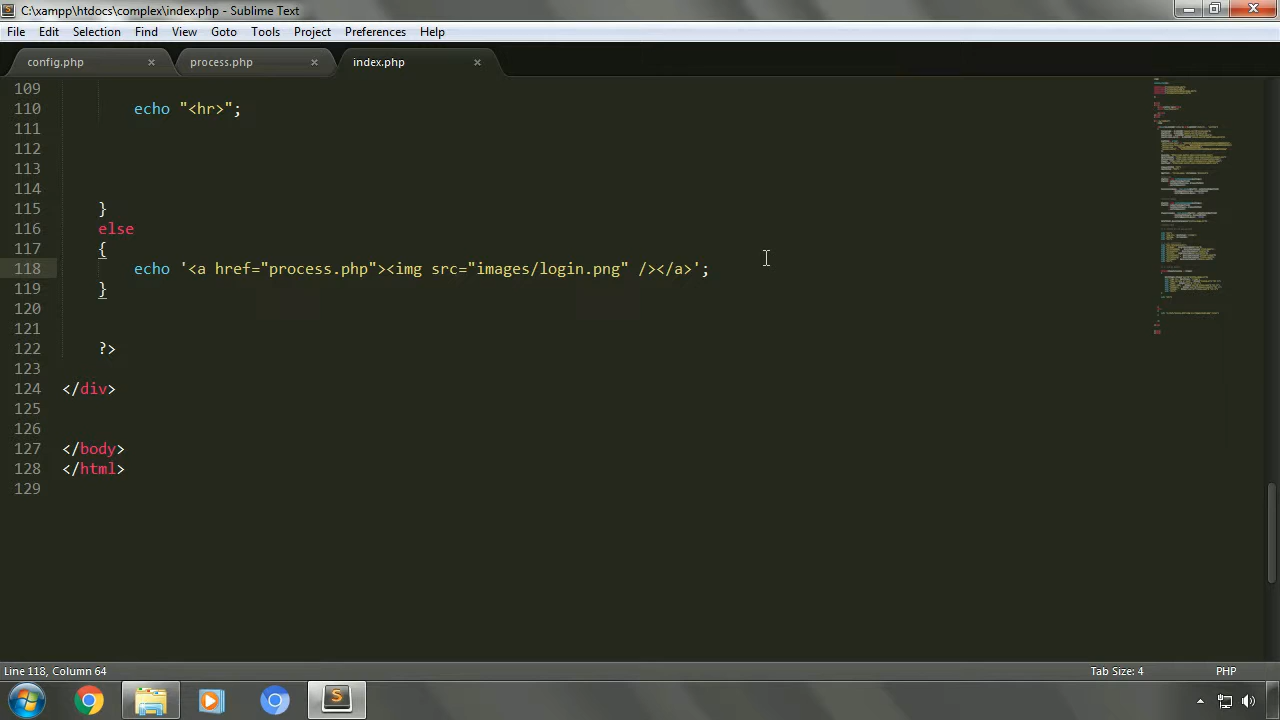 C:\xampp\htdocs\complex\index.php - Sublime Text
File Edit Selection Find View Goto Tools Project Preferences Help
config.php × process.php × index.php ×
109
110 echo "<hr>";
111
112
113
114
115 }
116 else
117 {
118 echo '<a href="process.php"><img src="images/login.png" /></a>';
119 }
120
121
122 ?>
123
124 </div>
125
126
127 </body>
128 </html>
129
Line 118, Column 64 Tab Size: 4 PHP